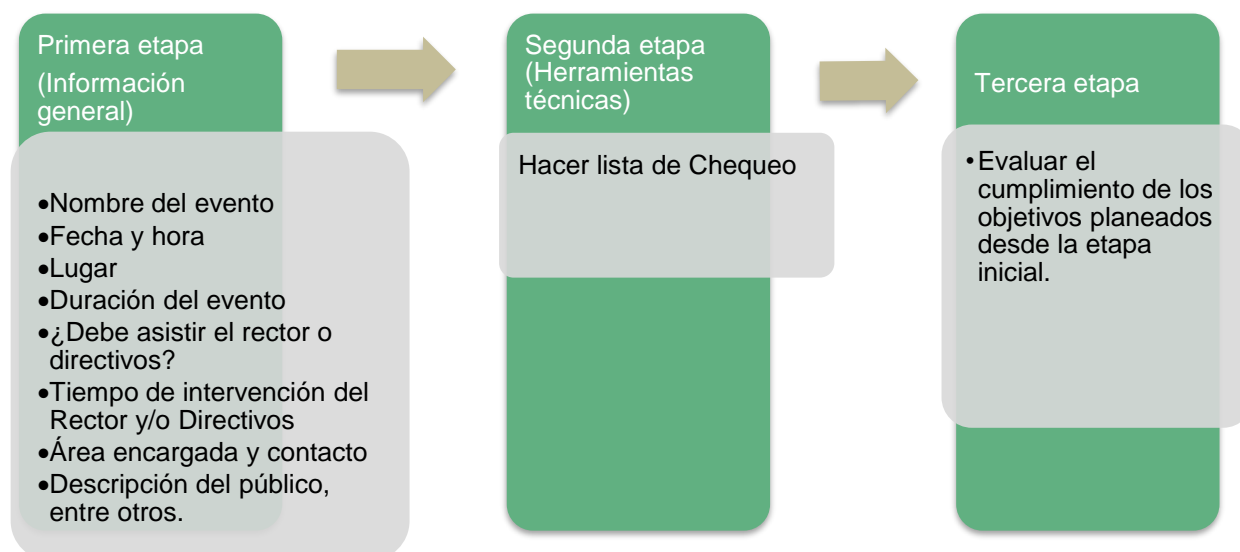 Primera etapa
(Información
general)
•Nombre del evento
•Fecha y hora
•Lugar
•Duración del evento
•¿Debe asistir el rector o
directivos?
•Tiempo de intervención del
Rector y/o Directivos
•Área encargada y contacto
•Descripción del público,
entre otros.
Segunda etapa
(Herramientas
técnicas)
Hacer lista de Chequeo
Tercera etapa
•Evaluar el
cumplimiento de los
objetivos planeados
desde la etapa
inicial.